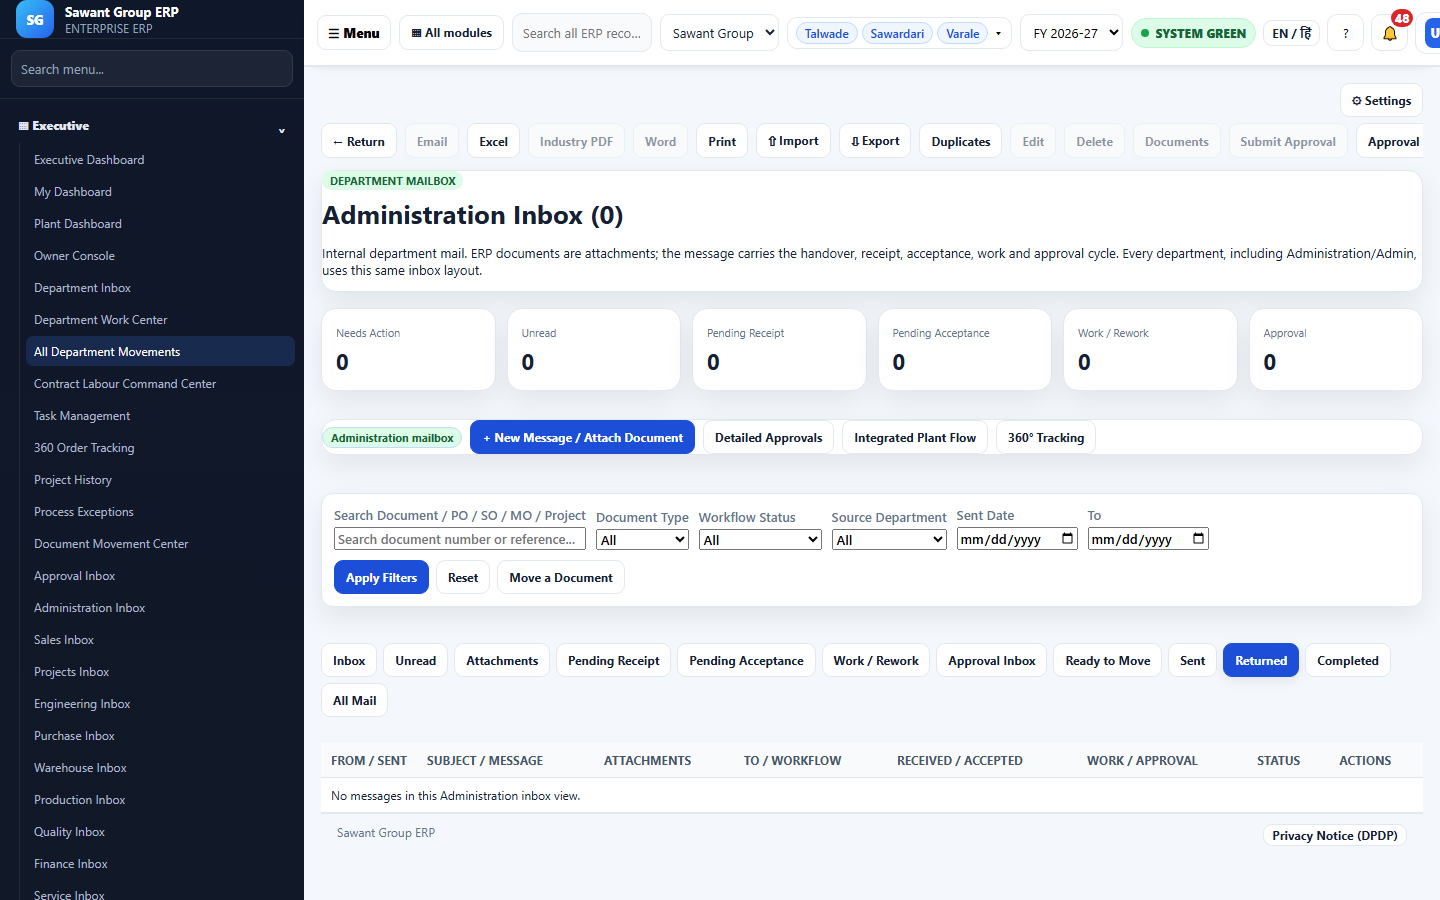 SG
Sawant Group ERP
ENTERPRISE ERP
Search menu...
Executive
Executive Dashboard
My Dashboard
Plant Dashboard
Owner Console
Department Inbox
Department Work Center
All Department Movements
Contract Labour Command Center
Task Management
360 Order Tracking
Project History
Process Exceptions
Document Movement Center
Approval Inbox
Administration Inbox
Sales Inbox
Projects Inbox
Engineering Inbox
Purchase Inbox
Warehouse Inbox
Production Inbox
Quality Inbox
Finance Inbox
Service Inbox
☰ Menu
All modules
Search all ERP reco...
Sawant Group
Talwade
Sawardari
Varale
FY 2026-27
SYSTEM GREEN
EN / हिं
?
48
U
⚙ Settings
← Return
Email
Excel
Industry PDF
Word
Print
⇧ Import
⇩ Export
Duplicates
Edit
Delete
Documents
Submit Approval
Approval
DEPARTMENT MAILBOX
Administration Inbox (0)
Internal department mail. ERP documents are attachments; the message carries the handover, receipt, acceptance, work and approval cycle. Every department, including Administration/Admin,
uses this same inbox layout.
Needs Action
0
Unread
0
Pending Receipt
0
Pending Acceptance
0
Work / Rework
0
Approval
0
Administration mailbox
+ New Message / Attach Document
Detailed Approvals
Integrated Plant Flow
360° Tracking
Search Document / PO / SO / MO / Project
Search document number or reference...
Document Type
All
Workflow Status
All
Source Department
All
Sent Date
mm/dd/yyyy
To
mm/dd/yyyy
Apply Filters
Reset
Move a Document
Inbox
Unread
Attachments
Pending Receipt
Pending Acceptance
Work / Rework
Approval Inbox
Ready to Move
Sent
Returned
Completed
All Mail
FROM / SENT
SUBJECT / MESSAGE
ATTACHMENTS
TO / WORKFLOW
RECEIVED / ACCEPTED
WORK / APPROVAL
STATUS
ACTIONS
No messages in this Administration inbox view.
Sawant Group ERP
Privacy Notice (DPDP)